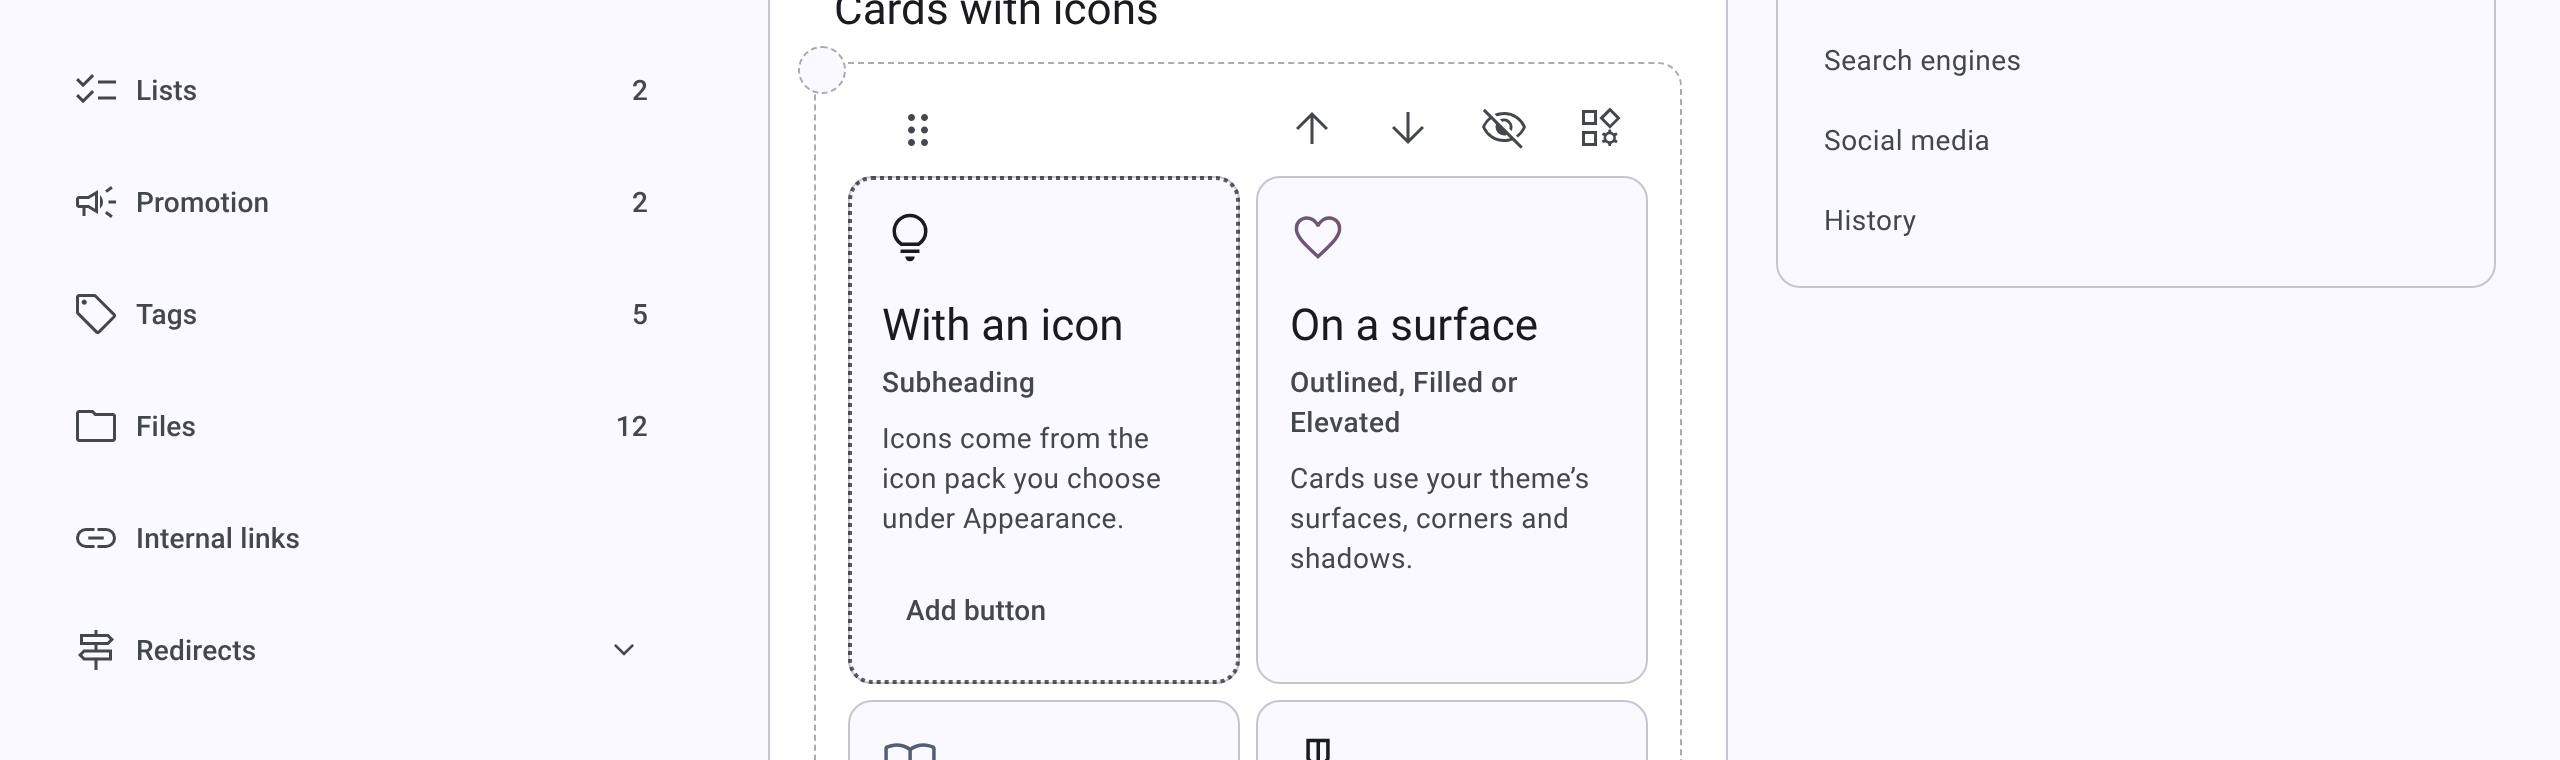 Cards with icons
Lists 2
Promotion 2
Tags 5
Files 12
Internal links
Redirects
With an icon
Subheading
Icons come from the
icon pack you choose
under Appearance.
Add button
On a surface
Outlined, Filled or
Elevated
Cards use your theme’s
surfaces, corners and
shadows.
Search engines
Social media
History